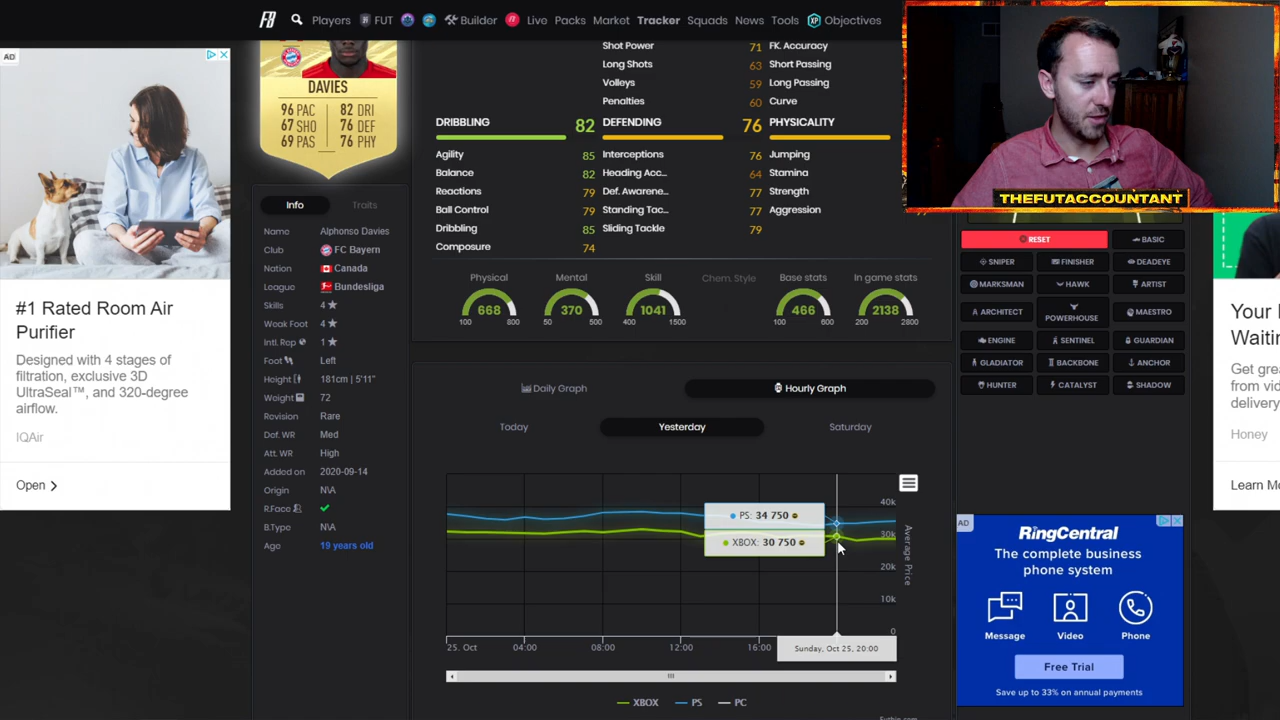 Players FUT Builder Live Packs Market Tracker Squads News Tools XP Objectives
AD
#1 Rated Room Air
Purifier
Designed with 4 stages of
filtration, exclusive 3D
UltraSeal™, and 320-degree
airflow.
IQAir
Open
DAVIES
96 PAC 82 DRI
67 SHO 76 DEF
69 PAS 76 PHY
Info Traits
Name Alphonso Davies
Club FC Bayern
Nation Canada
League Bundesliga
Skills 4
Weak Foot 4
Intl. Rep 1
Foot Left
Height 181cm | 5'11"
Weight 72
Revision Rare
Def. WR Med
Att. WR High
Added on 2020-09-14
Origin N\A
R.Face
B.Type N\A
Age 19 years old
Shot Power 71
Long Shots 63
Volleys 59
Penalties 60
FK. Accuracy
Short Passing
Long Passing
Curve
DRIBBLING 82
Agility 85
Balance 82
Reactions 79
Ball Control 79
Dribbling 85
Composure 74
DEFENDING 76
Interceptions 76
Heading Acc... 64
Def. Awarene... 77
Standing Tac... 77
Sliding Tackle 79
PHYSICALITY
Jumping
Stamina
Strength
Aggression
Physical Mental Skill Chem. Style Base stats In game stats
668 370 1041 466 2138
100 800 50 500 400 1500 100 600 200 2800
Daily Graph Hourly Graph
Today Yesterday Saturday
PS: 34 750
XBOX: 30 750
40k
30k
20k
10k
0
Average Price
25. Oct 04:00 08:00 12:00 16:00
Sunday, Oct 25, 20:00
XBOX PS PC
THEFUTACCOUNTANT
RESET BASIC
SNIPER FINISHER DEADEYE
MARKSMAN HAWK ARTIST
ARCHITECT POWERHOUSE MAESTRO
ENGINE SENTINEL GUARDIAN
GLADIATOR BACKBONE ANCHOR
HUNTER CATALYST SHADOW
AD
RingCentral
The complete business
phone system
Message Video Phone
Free Trial
Save up to 33% on annual payments
Your
Waitin
Get grea
from vid
delivery
Honey
Learn Mo